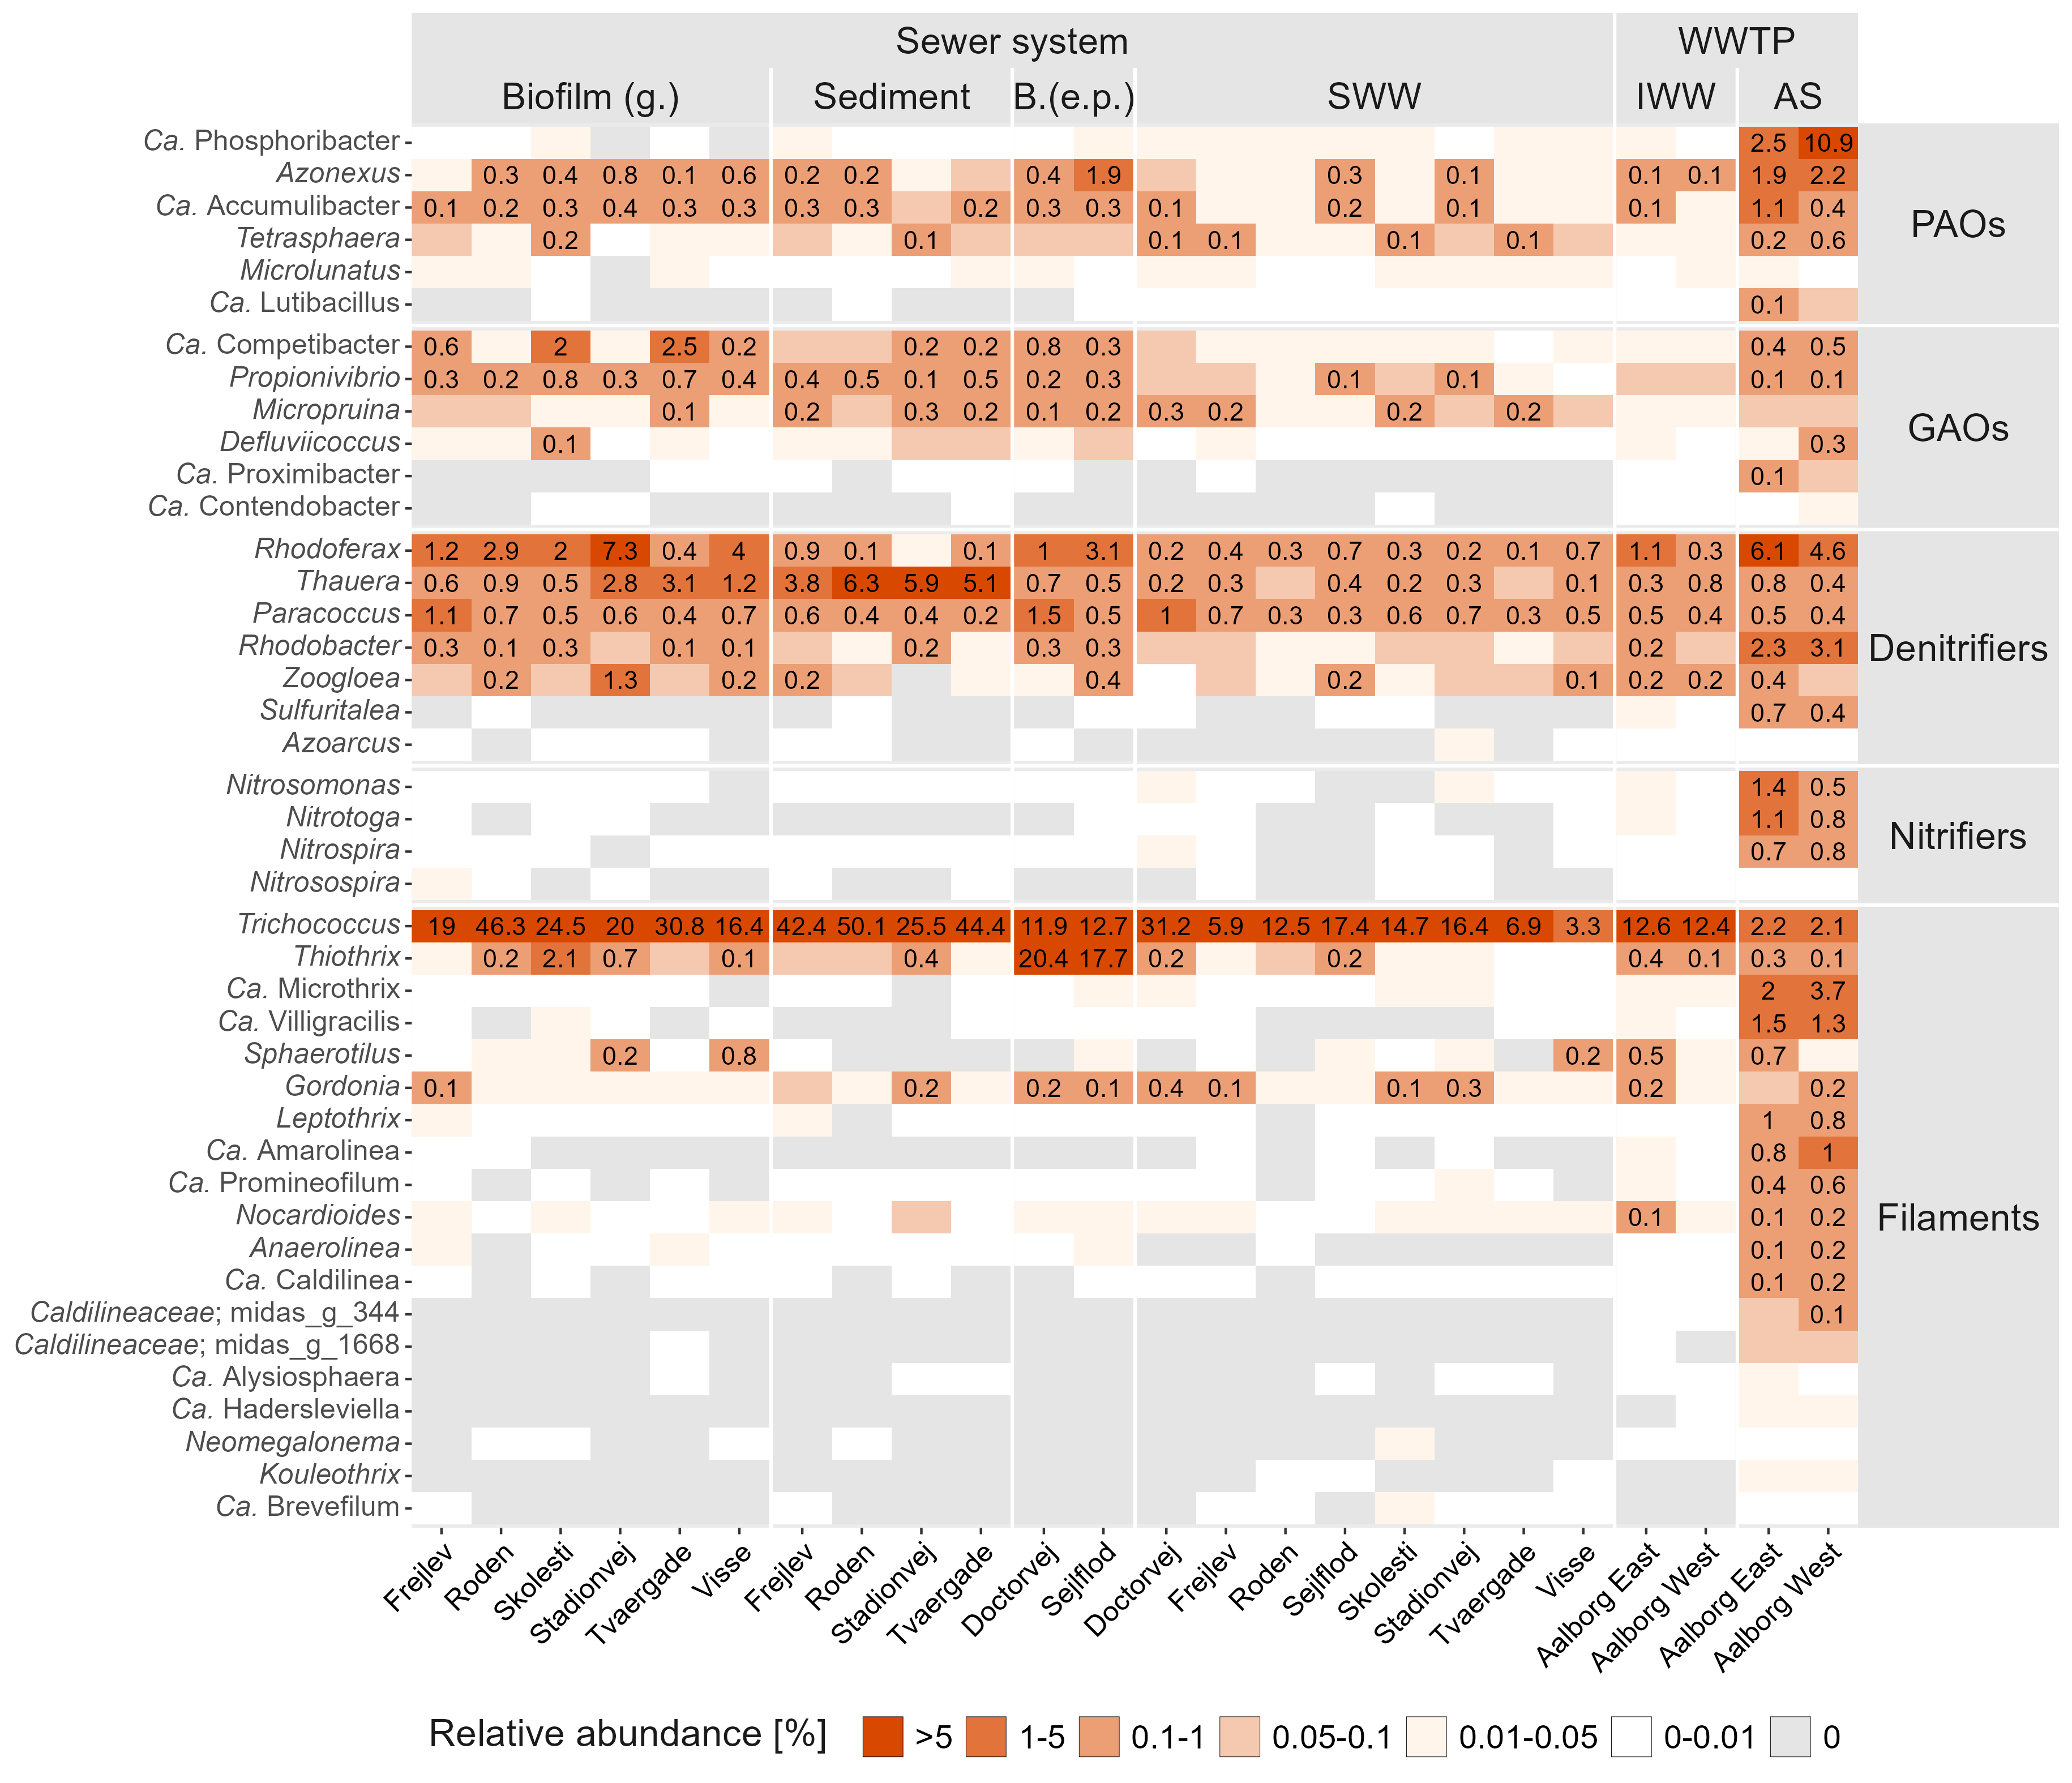 Sewer system WWTP
Biofilm (g.) Sediment B.(e.p.) SWW IWW AS
Ca. Phosphoribacter 2.5 10.9
Azonexus 0.3 0.4 0.8 0.1 0.6 0.2 0.2 0.4 1.9 0.3 0.1 0.1 0.1 1.9 2.2
Ca. Accumulibacter 0.1 0.2 0.3 0.4 0.3 0.3 0.3 0.3 0.2 0.3 0.3 0.1 0.2 0.1 0.1 1.1 0.4
PAOs
Tetrasphaera 0.2 0.1 0.1 0.1 0.1 0.1 0.2 0.6
Microlunatus
Ca. Lutibacillus 0.1
Ca. Competibacter 0.6 2 2.5 0.2 0.2 0.2 0.8 0.3 0.4 0.5
Propionivibrio 0.3 0.2 0.8 0.3 0.7 0.4 0.4 0.5 0.1 0.5 0.2 0.3 0.1 0.1 0.1 0.1
Micropruina 0.1 0.2 0.3 0.2 0.1 0.2 0.3 0.2 0.2 0.2
GAOs
Defluviicoccus 0.1 0.3
Ca. Proximibacter 0.1
Ca. Contendobacter
Rhodoferax 1.2 2.9 2 7.3 0.4 4 0.9 0.1 0.1 1 3.1 0.2 0.4 0.3 0.7 0.3 0.2 0.1 0.7 1.1 0.3 6.1 4.6
Thauera 0.6 0.9 0.5 2.8 3.1 1.2 3.8 6.3 5.9 5.1 0.7 0.5 0.2 0.3 0.4 0.2 0.3 0.1 0.3 0.8 0.8 0.4
Paracoccus 1.1 0.7 0.5 0.6 0.4 0.7 0.6 0.4 0.4 0.2 1.5 0.5 1 0.7 0.3 0.3 0.6 0.7 0.3 0.5 0.5 0.4 0.5 0.4
Rhodobacter 0.3 0.1 0.3 0.1 0.1 0.2 0.3 0.3 0.2 2.3 3.1
Denitrifiers
Zoogloea 0.2 1.3 0.2 0.2 0.4 0.2 0.1 0.2 0.2 0.4
Sulfuritalea 0.7 0.4
Azoarcus
Nitrosomonas 1.4 0.5
Nitrotoga 1.1 0.8
Nitrifiers
Nitrospira 0.7 0.8
Nitrosospira
Trichococcus 19 46.3 24.5 20 30.8 16.4 42.4 50.1 25.5 44.4 11.9 12.7 31.2 5.9 12.5 17.4 14.7 16.4 6.9 3.3 12.6 12.4 2.2 2.1
Thiothrix 0.2 2.1 0.7 0.1 0.4 20.4 17.7 0.2 0.2 0.4 0.1 0.3 0.1
Ca. Microthrix 2 3.7
Ca. Villigracilis 1.5 1.3
Sphaerotilus 0.2 0.8 0.2 0.5 0.7
Gordonia 0.1 0.2 0.2 0.1 0.4 0.1 0.1 0.3 0.2 0.2
Leptothrix 1 0.8
Ca. Amarolinea 0.8 1
Ca. Promineofilum 0.4 0.6
Nocardioides 0.1 0.1 0.2
Filaments
Anaerolinea 0.1 0.2
Ca. Caldilinea 0.1 0.2
Caldilineaceae; midas_g_344 0.1
Caldilineaceae; midas_g_1668
Ca. Alysiosphaera
Ca. Hadersleviella
Neomegalonema
Kouleothrix
Ca. Brevefilum
Frejlev Roden Skolesti Stadionvej Tvaergade Visse Frejlev Roden Stadionvej Tvaergade Doctorvej Sejlflod Doctorvej Frejlev Roden Sejlflod Skolesti Stadionvej Tvaergade Visse Aalborg East Aalborg West Aalborg East Aalborg West
Relative abundance [%] >5 1-5 0.1-1 0.05-0.1 0.01-0.05 0-0.01 0